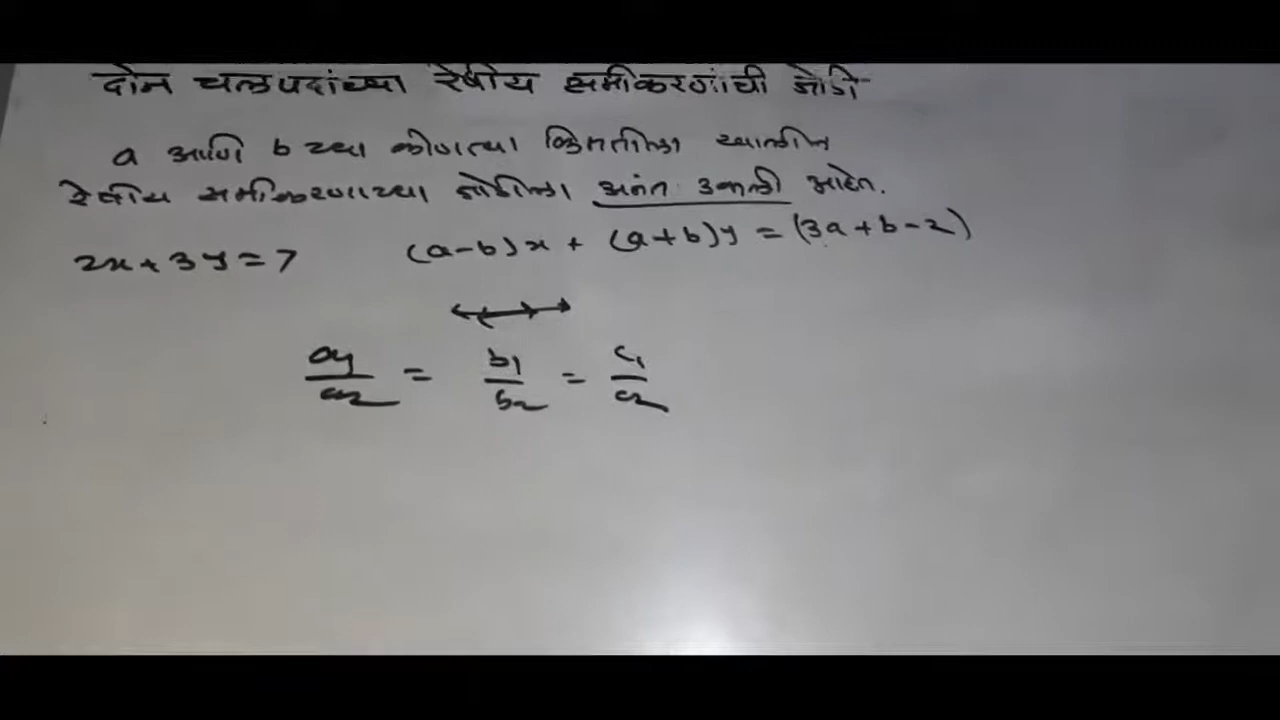 दोन चलपदांच्या रेषीय समीकरणांची जोडी
a आणि b च्या कोणत्या किमतीला खालील
रेषीय समीकरणाच्या जोडीला अनंत उकली आहेत.
2x + 3y = 7 (a-b)x + (a+b)y = (3a+b-2)
a1/a2 = b1/b2 = c1/c2